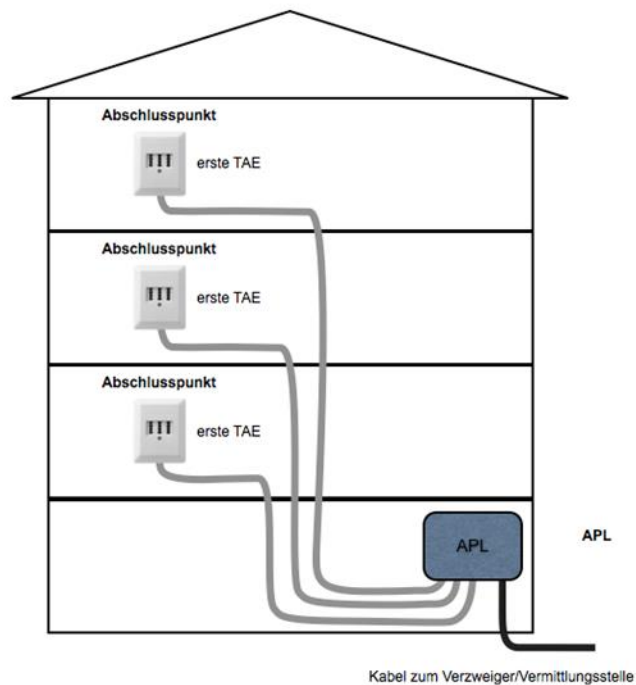 Abschlusspunkt
erste TAE
Abschlusspunkt
erste TAE
Abschlusspunkt
erste TAE
APL
APL
Kabel zum Verzweiger/Vermittlungsstelle